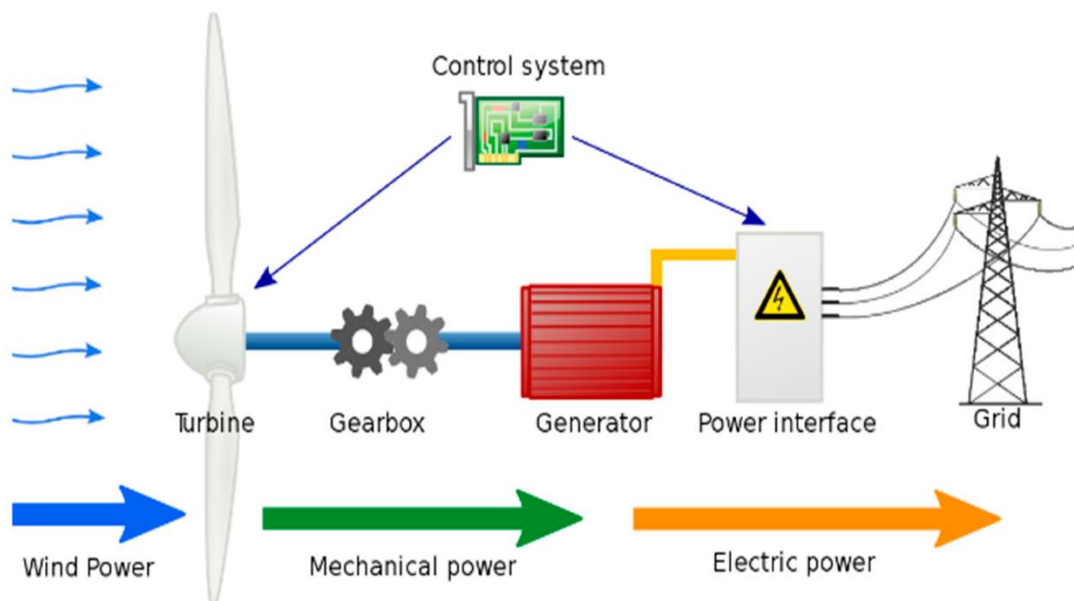 Control system
Turbine
Gearbox
Generator
Power interface
Grid
Wind Power
Mechanical power
Electric power